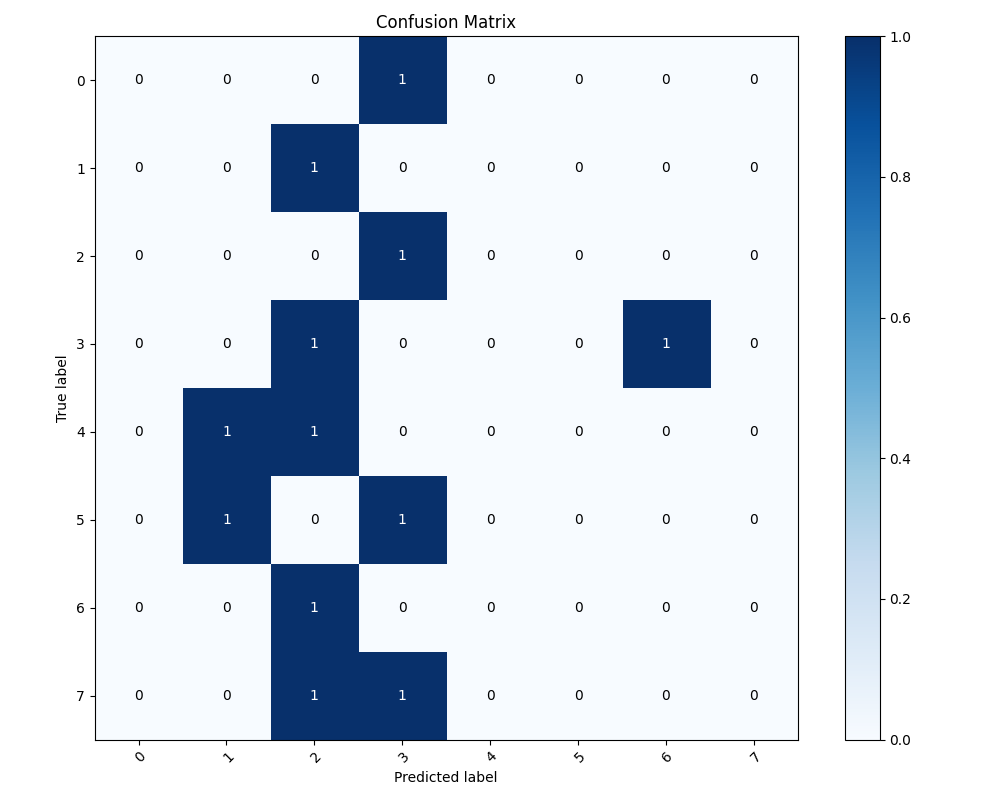 Confusion Matrix
0 0 0 0 1 0 0 0 0
1 0 0 1 0 0 0 0 0
2 0 0 0 1 0 0 0 0
3 0 0 1 0 0 0 1 0
4 0 1 1 0 0 0 0 0
5 0 1 0 1 0 0 0 0
6 0 0 1 0 0 0 0 0
7 0 0 1 1 0 0 0 0
0 1 2 3 4 5 6 7
True label
Predicted label
1.0
0.8
0.6
0.4
0.2
0.0